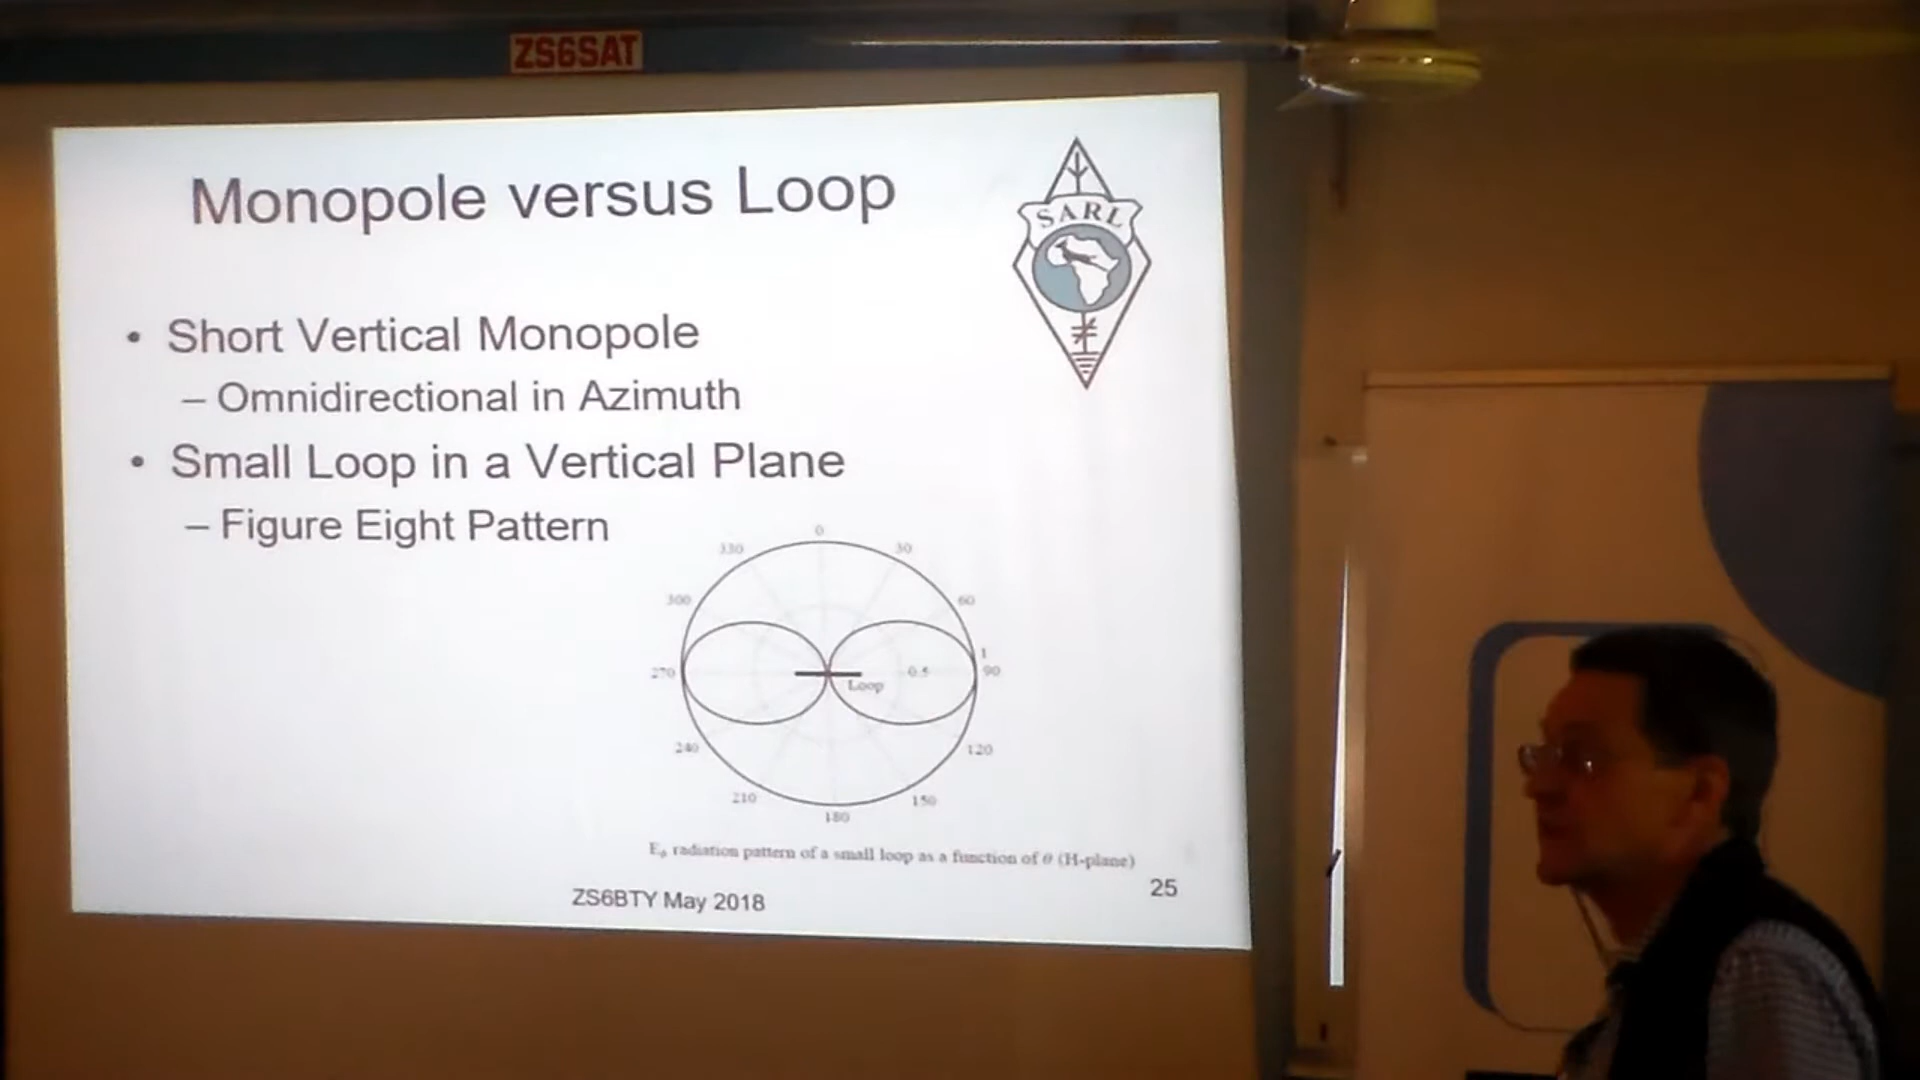 ZS6SAT
Monopole versus Loop
SARL
• Short Vertical Monopole
– Omnidirectional in Azimuth
• Small Loop in a Vertical Plane
– Figure Eight Pattern
0
330
30
300
60
1
270
0.5
90
Loop
240
120
210
150
180
Eφ radiation pattern of a small loop as a function of θ (H-plane)
ZS6BTY May 2018
25